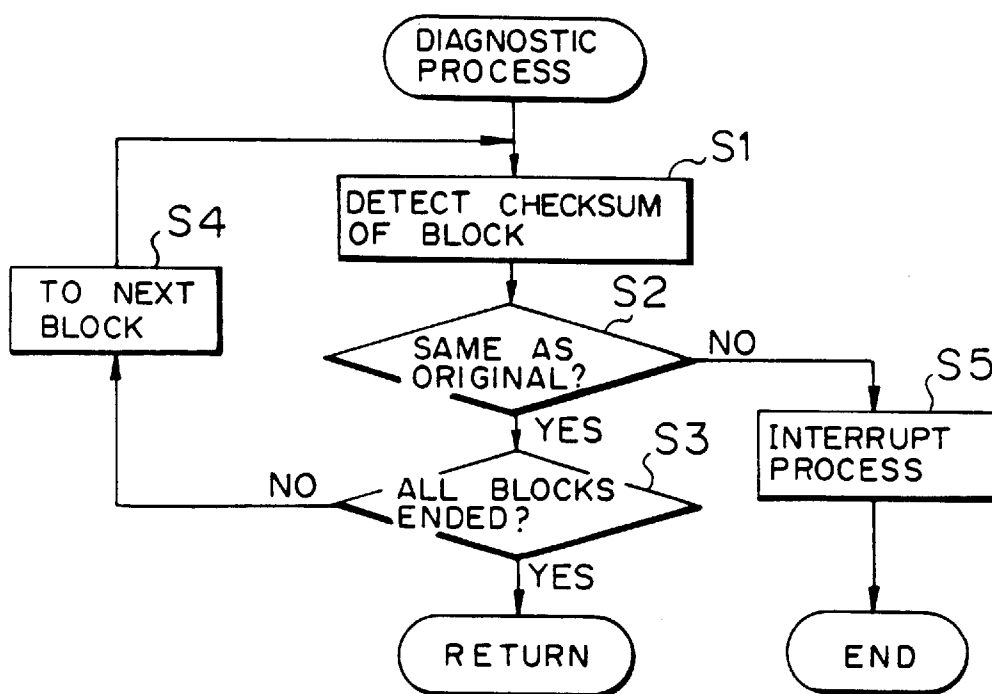 DIAGNOSTIC
PROCESS
S1
DETECT CHECKSUM
OF BLOCK
S4
TO NEXT
BLOCK
S2
SAME AS
ORIGINAL?
NO
S5
YES
INTERRUPT
PROCESS
S3
NO
ALL BLOCKS
ENDED?
YES
RETURN
END